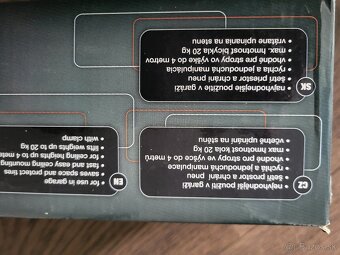 EN
• for use in garage
• saves space and protect tires
• fast and easy ceiling mounting
• for ceiling heights up to 4 meters
• lifts weights up to 20 kg
with clamp
CZ
• nejvhodnější použití v garáži
• šetří prostor a chrání pneu
• rychlá a jednoduchá manipulace
• vhodné pro stropy ve výšce do 4 metrů
• max hmotnost kola 20 kg
včetně upínání na stěnu
SK
• najvhodnejšie použitie v garáži
• šetrí priestor a chráni pneu
• rýchla a jednoduchá manipulácia
• vhodné pre stropy vo výške do 4 metrov
• max. hmotnosť bicykla 20 kg
vrátane upínania na stenu